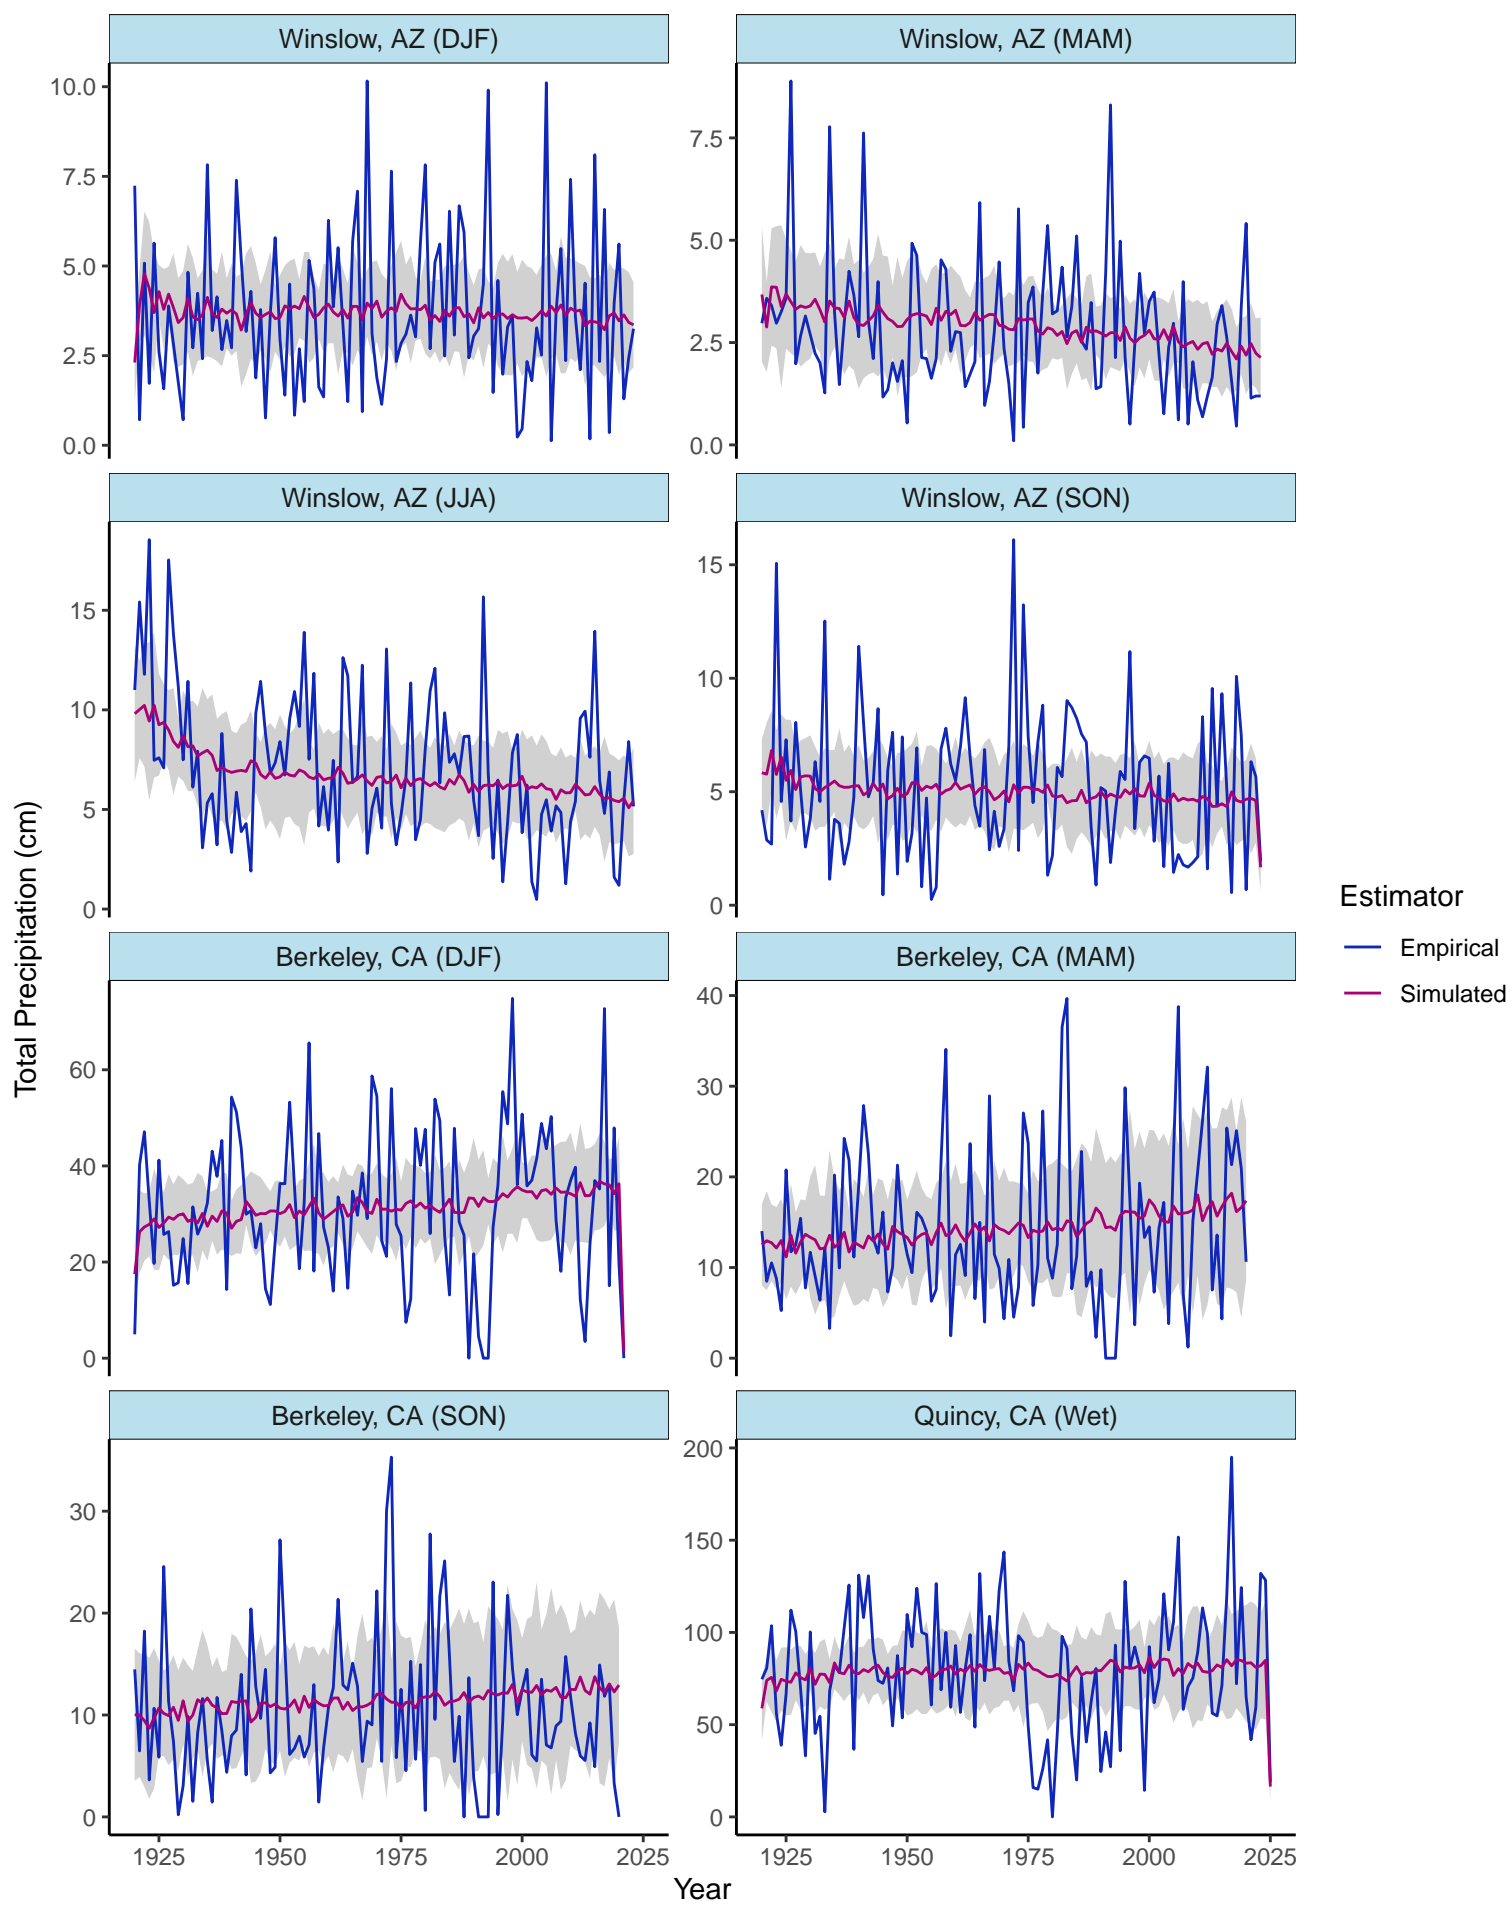 Winslow, AZ (DJF)
Winslow, AZ (MAM)
10.0
7.5
5.0
2.5
0.0
7.5
5.0
2.5
0.0
Winslow, AZ (JJA)
Winslow, AZ (SON)
15
10
5
0
15
10
5
0
Total Precipitation (cm)
Berkeley, CA (DJF)
Berkeley, CA (MAM)
60
40
20
0
40
30
20
10
0
Estimator
Empirical
Simulated
Berkeley, CA (SON)
Quincy, CA (Wet)
30
20
10
0
200
150
100
50
0
1925 1950 1975 2000 2025
1925 1950 1975 2000 2025
Year